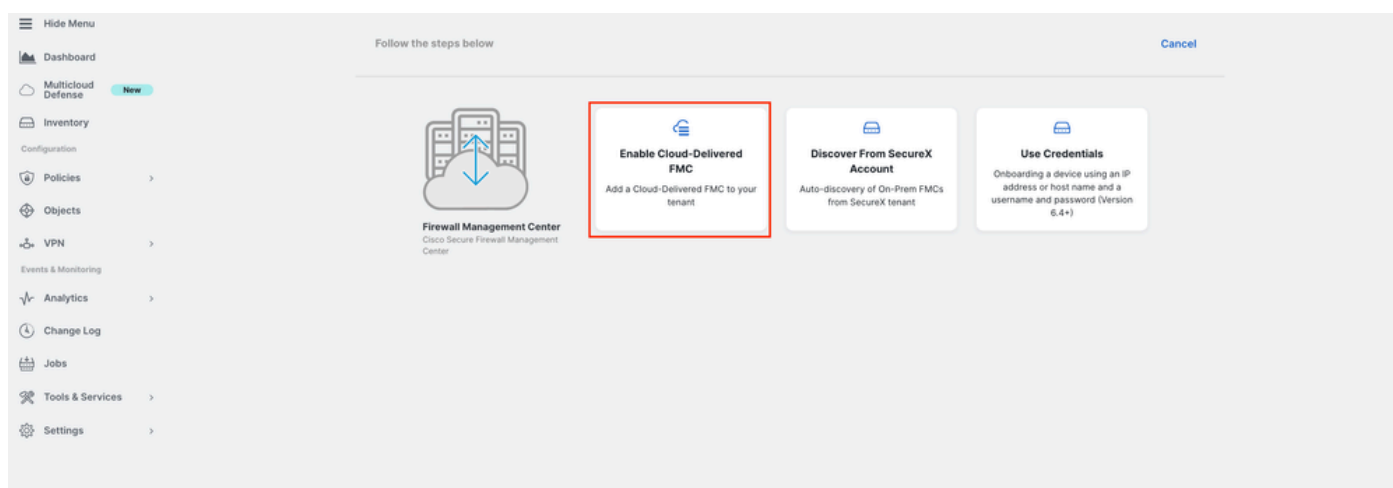 Hide Menu
Dashboard
Multicloud
Defense
New
Inventory
Configuration
Policies
Objects
VPN
Events & Monitoring
Analytics
Change Log
Jobs
Tools & Services
Settings
Follow the steps below
Cancel
Firewall Management Center
Cisco Secure Firewall Management
Center
Enable Cloud-Delivered
FMC
Add a Cloud-Delivered FMC to your
tenant
Discover From SecureX
Account
Auto-discovery of On-Prem FMCs
from SecureX tenant
Use Credentials
Onboarding a device using an IP
address or host name and a
username and password (Version
6.4+)